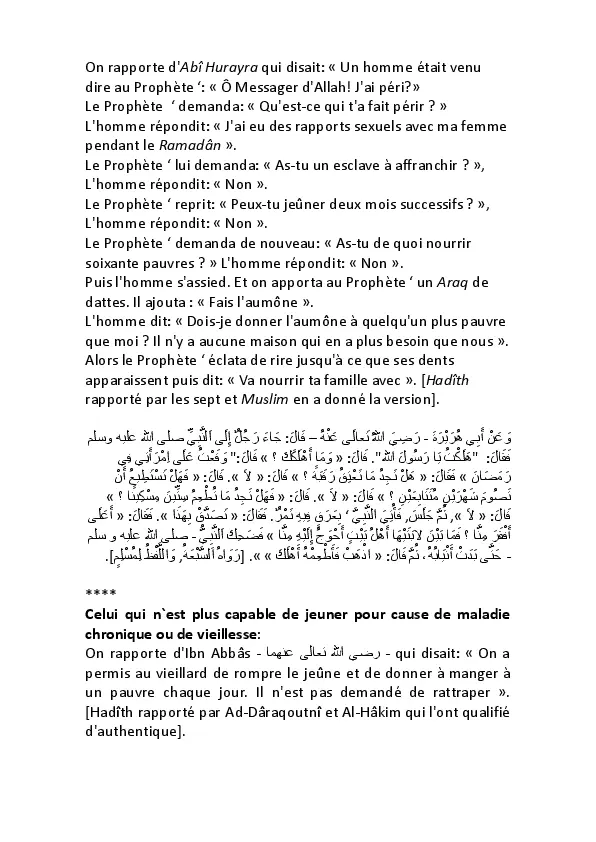 On rapporte d'Abî Hurayra qui disait: « Un homme était venu
dire au Prophète ‘: « Ô Messager d'Allah! J'ai péri?»
Le Prophète ‘ demanda: « Qu'est-ce qui t'a fait périr ? »
L'homme répondit: « J'ai eu des rapports sexuels avec ma femme
pendant le Ramadân ».
Le Prophète ‘ lui demanda: « As-tu un esclave à affranchir ? »,
L'homme répondit: « Non ».
Le Prophète ‘ reprit: « Peux-tu jeûner deux mois successifs ? »,
L'homme répondit: « Non ».
Le Prophète ‘ demanda de nouveau: « As-tu de quoi nourrir
soixante pauvres ? » L'homme répondit: « Non ».
Puis l'homme s'assied. Et on apporta au Prophète ‘ un Araq de
dattes. Il ajouta : « Fais l'aumône ».
L'homme dit: « Dois-je donner l'aumône à quelqu'un plus pauvre
que moi ? Il n'y a aucune maison qui en a plus besoin que nous ».
Alors le Prophète ‘ éclata de rire jusqu'à ce que ses dents
apparaissent puis dit: « Va nourrir ta famille avec ». [Hadîth
rapporté par les sept et Muslim en a donné la version].
وَ عَنْ أَبِي هُرَيْرَةَ - رَضِيَ اللهُ تَعالَى عَنْهُ – قَالَ: جَاءَ رَجُلٌ إِلَى اَلنَّبِيِّ صلى الله عليه وسلم
فَقَالَ: "هَلَكْتُ يَا رَسُولَ اللهِ". قَالَ: « وَمَا أَهْلَكَكَ ؟ » قَالَ:" وَقَعْتُ عَلَى اِمْرَأَتِي فِي
رَمَضَانَ » فَقَالَ: « هَلْ تَجِدُ مَا تَعْتِقُ رَقَبَةً ؟ » قَالَ: « لَا ». قَالَ: « فَهَلْ تَسْتَطِيعُ أَنْ
تَصُومَ شَهْرَيْنِ مُتَتَابِعَيْنِ ؟ » قَالَ: « لَا ». قَالَ: « فَهَلْ تَجِدُ مَا تُطْعِمُ سِتِّينَ مِسْكِينًا ؟ »
قَالَ: « لَا »، ثُمَّ جَلَسَ، فَأُتِيَ اَلنَّبِيُّ ‘ بِعَرَقٍ فِيهِ تَمْرٌ. فَقَالَ: « تَصَدَّقْ بِهَذَا ». فَقَالَ: « أَعَلَى
أَفْقَرَ مِنَّا ؟ فَمَا بَيْنَ لَابَتَيْهَا أَهْلُ بَيْتٍ أَحْوَجُ إِلَيْهِ مِنَّا » فَضَحِكَ اَلنَّبِيُّ - صلى الله عليه و سلم
- حَتَّى بَدَتْ أَنْيَابُهُ، ثُمَّ قَالَ: « اذْهَبْ فَأَطْعِمْهُ أَهْلَكَ » ». [رَوَاهُ اَلسَّبْعَةُ، وَاللَّفْظُ لِمُسْلِمٍ].
****
Celui qui n`est plus capable de jeuner pour cause de maladie
chronique ou de vieillesse:
On rapporte d'Ibn Abbâs - رضي الله تعالى عنهما - qui disait: « On a
permis au vieillard de rompre le jeûne et de donner à manger à
un pauvre chaque jour. Il n'est pas demandé de rattraper ».
[Hadîth rapporté par Ad-Dâraqoutnî et Al-Hâkim qui l'ont qualifié
d'authentique].